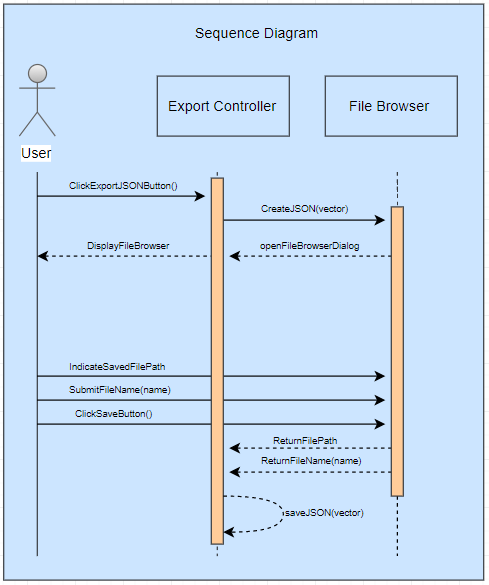 Sequence Diagram
Export Controller
File Browser
User
ClickExportJSONButton()
CreateJSON(vector)
DisplayFileBrowser
openFileBrowserDialog
IndicateSavedFilePath
SubmitFileName(name)
ClickSaveButton()
ReturnFilePath
ReturnFileName(name)
saveJSON(vector)